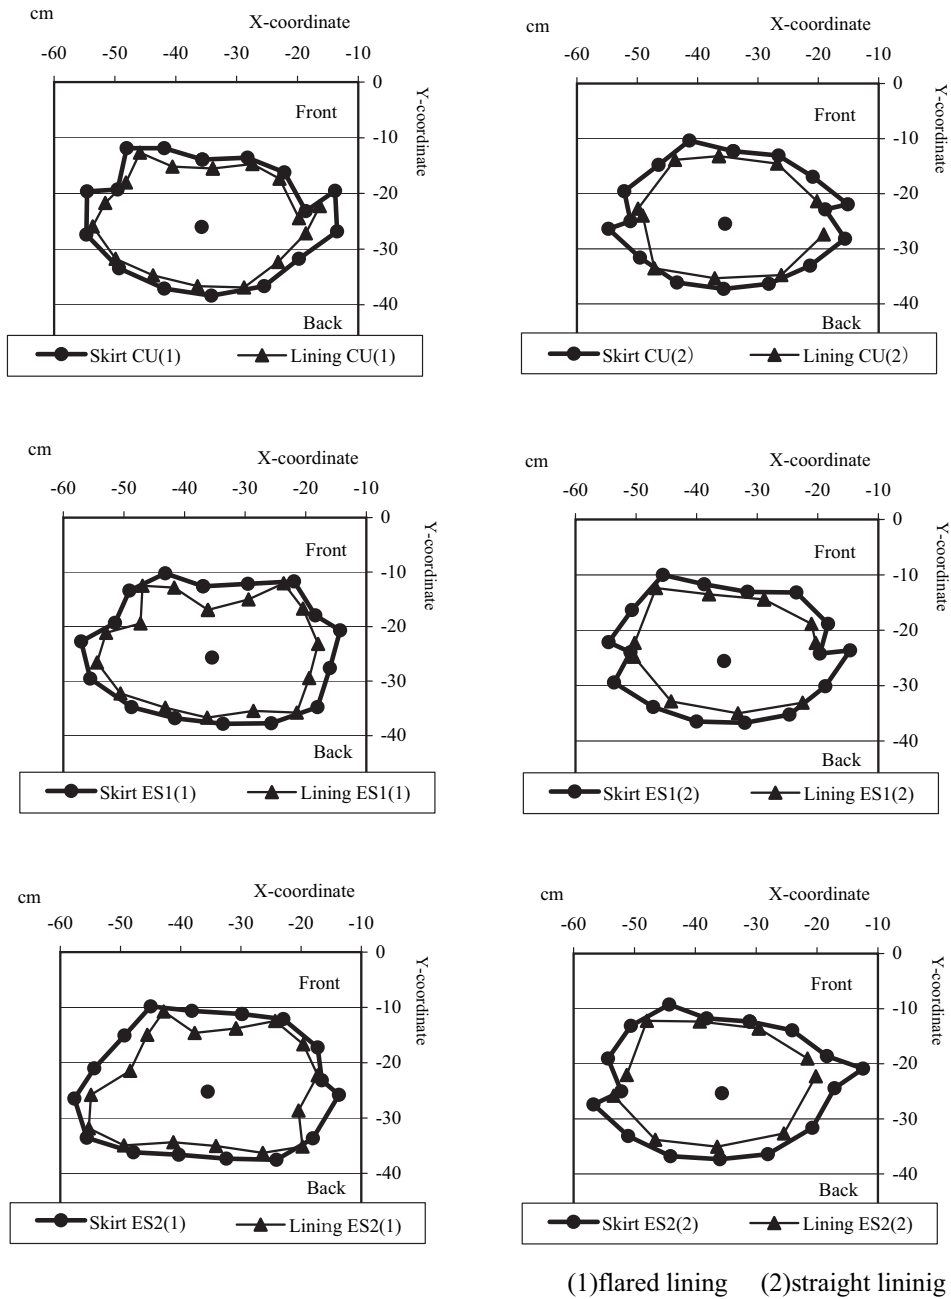 cm
X-coordinate
-60 -50 -40 -30 -20 -10
0
Front
-10
Y-coordinate
-20
-30
-40
Back
Skirt CU(1) Lining CU(1)
cm
X-coordinate
-60 -50 -40 -30 -20 -10
0
Front
-10
Y-coordinate
-20
-30
-40
Back
Skirt CU(2) Lining CU(2)
cm
X-coordinate
-60 -50 -40 -30 -20 -10
0
Front
-10
Y-coordinate
-20
-30
-40
Back
Skirt ES1(1) Lining ES1(1)
cm
X-coordinate
-60 -50 -40 -30 -20 -10
0
Front
-10
Y-coordinate
-20
-30
-40
Back
Skirt ES1(2) Lining ES1(2)
cm
X-coordinate
-60 -50 -40 -30 -20 -10
0
Front
-10
Y-coordinate
-20
-30
-40
Back
Skirt ES2(1) Lining ES2(1)
cm
X-coordinate
-60 -50 -40 -30 -20 -10
0
Front
-10
Y-coordinate
-20
-30
-40
Back
Skirt ES2(2) Lining ES2(2)
(1)flared lining (2)straight lininig